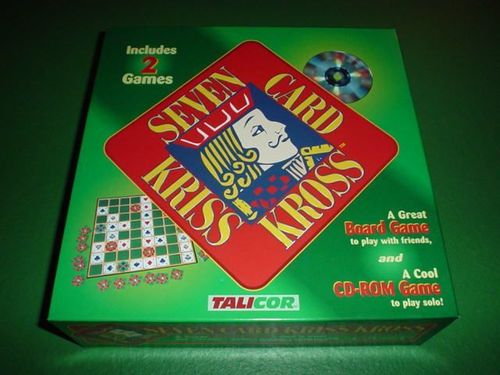 Includes
2
Games
SEVEN
CARD
KRISS
KROSS
A Great
Board Game
to play with friends,
and
A Cool
CD-ROM Game
to play solo!
TALICOR
SEVEN CARD KRISS KROSS